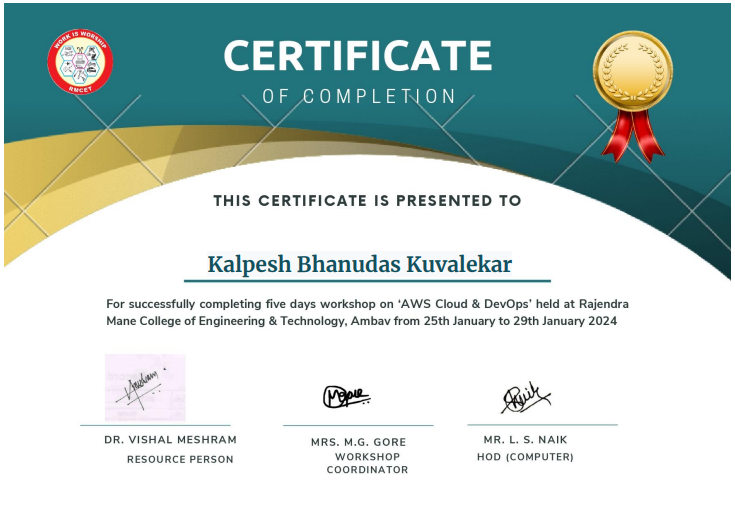 WORK IS WORSHIP
RMCET
CERTIFICATE
OF COMPLETION
THIS CERTIFICATE IS PRESENTED TO
Kalpesh Bhanudas Kuvalekar
For successfully completing five days workshop on ‘AWS Cloud & DevOps’ held at Rajendra
Mane College of Engineering & Technology, Ambav from 25th January to 29th January 2024
DR. VISHAL MESHRAM
RESOURCE PERSON
MRS. M.G. GORE
WORKSHOP
COORDINATOR
MR. L. S. NAIK
HOD (COMPUTER)